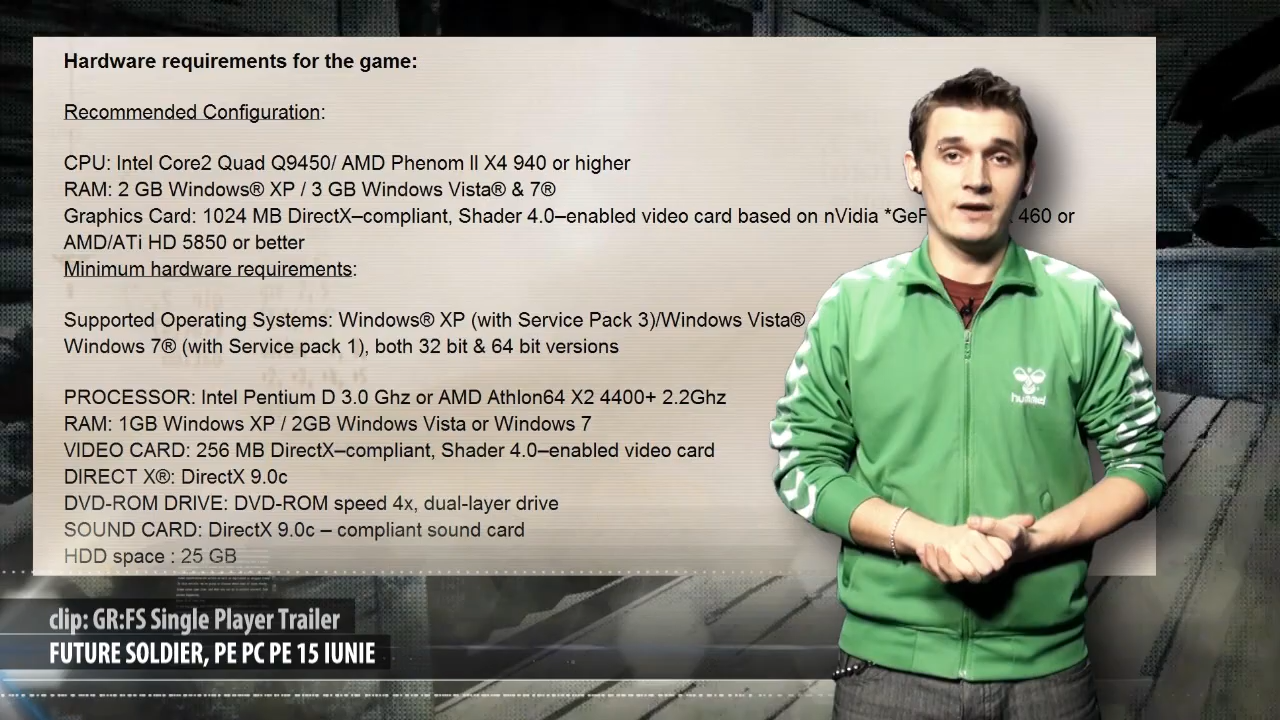 Hardware requirements for the game:
Recommended Configuration:
CPU: Intel Core2 Quad Q9450/ AMD Phenom II X4 940 or higher
RAM: 2 GB Windows® XP / 3 GB Windows Vista® & 7®
Graphics Card: 1024 MB DirectX–compliant, Shader 4.0–enabled video card based on nVidia 460 or
AMD/ATi HD 5850 or better
Minimum hardware requirements:
Supported Operating Systems: Windows® XP (with Service Pack 3)/Windows Vista®
Windows 7® (with Service pack 1), both 32 bit & 64 bit versions
PROCESSOR: Intel Pentium D 3.0 Ghz or AMD Athlon64 X2 4400+ 2.2Ghz
RAM: 1GB Windows XP / 2GB Windows Vista or Windows 7
VIDEO CARD: 256 MB DirectX–compliant, Shader 4.0–enabled video card
DIRECT X®: DirectX 9.0c
DVD-ROM DRIVE: DVD-ROM speed 4x, dual-layer drive
SOUND CARD: DirectX 9.0c – compliant sound card
HDD space : 25 GB
hummel
clip: GR:FS Single Player Trailer
FUTURE SOLDIER, PE PC PE 15 IUNIE